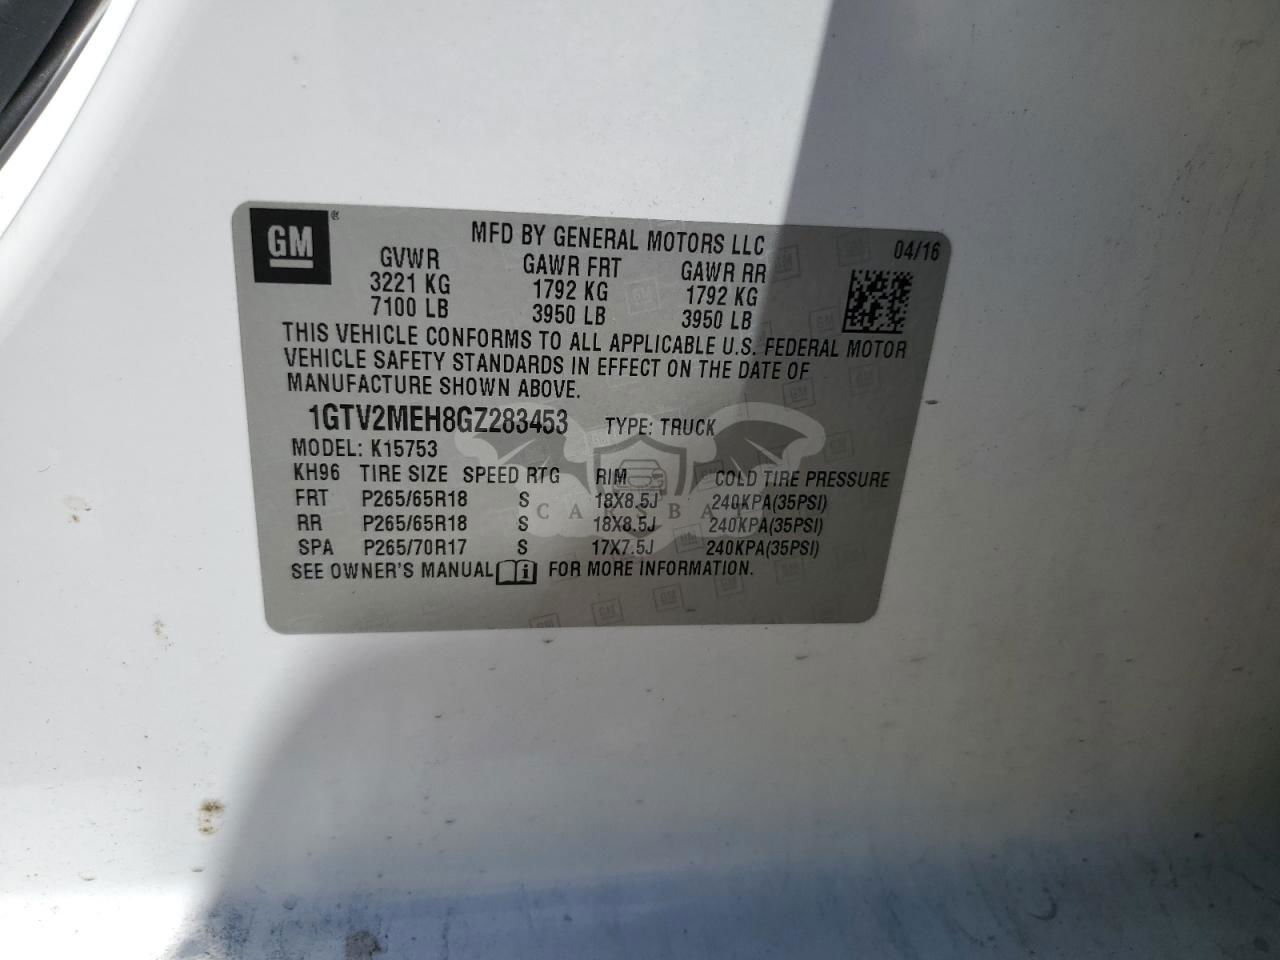 GM®
MFD BY GENERAL MOTORS LLC 04/16
GVWR GAWR FRT GAWR RR
3221 KG 1792 KG 1792 KG
7100 LB 3950 LB 3950 LB
THIS VEHICLE CONFORMS TO ALL APPLICABLE U.S. FEDERAL MOTOR
VEHICLE SAFETY STANDARDS IN EFFECT ON THE DATE OF
MANUFACTURE SHOWN ABOVE.
1GTV2MEH8GZ283453 TYPE: TRUCK
MODEL: K15753
KH96 TIRE SIZE SPEED RTG RIM COLD TIRE PRESSURE
FRT P265/65R18 S 18X8.5J 240KPA(35PSI)
CARSBAT
RR P265/65R18 S 18X8.5J 240KPA(35PSI)
SPA P265/70R17 S 17X7.5J 240KPA(35PSI)
SEE OWNER'S MANUAL i FOR MORE INFORMATION.